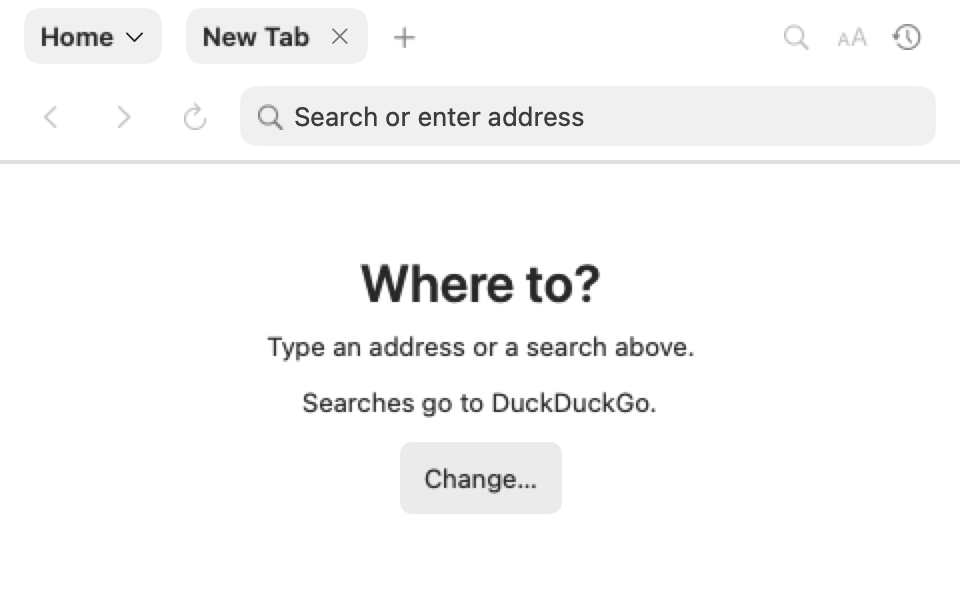 Home
New Tab
AA
Search or enter address
Where to?
Type an address or a search above.
Searches go to DuckDuckGo.
Change...